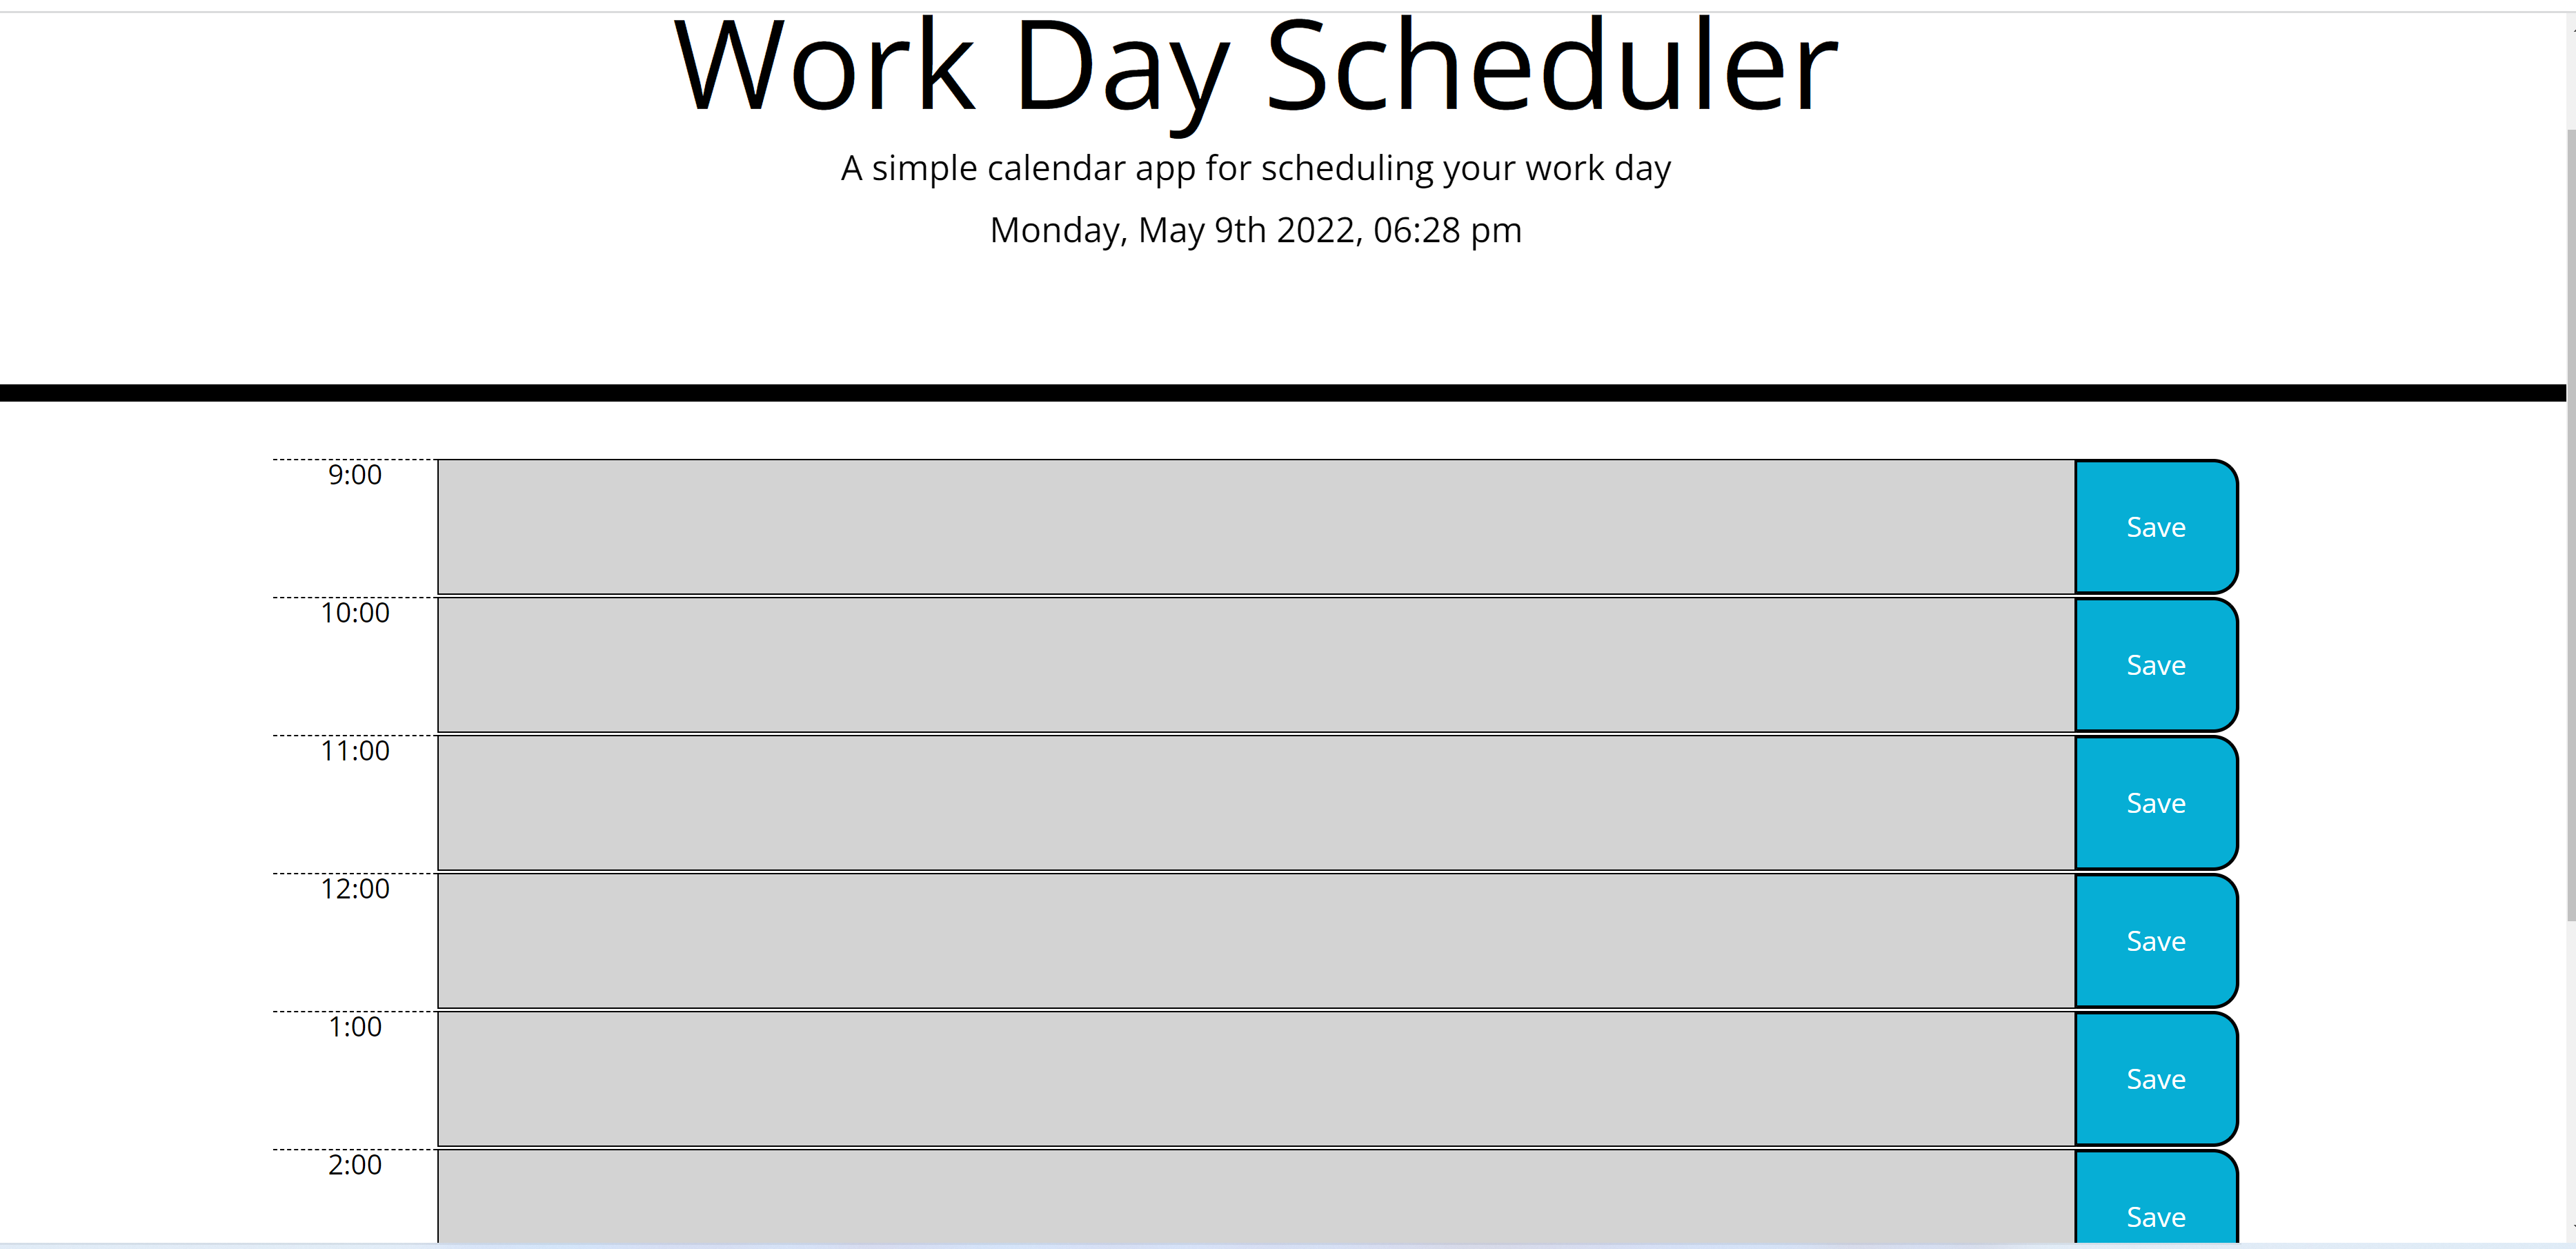 Work Day Scheduler
A simple calendar app for scheduling your work day
Monday, May 9th 2022, 06:28 pm
9:00
Save
10:00
Save
11:00
Save
12:00
Save
1:00
Save
2:00
Save